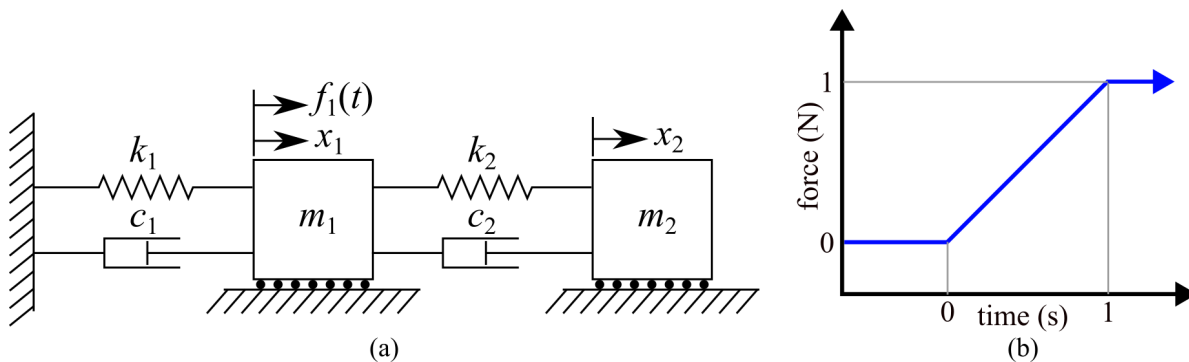 f₁(t)
x₁
k₁
c₁
m₁
k₂
c₂
x₂
m₂
(a)
force (N)
1
0
0
time (s)
1
(b)